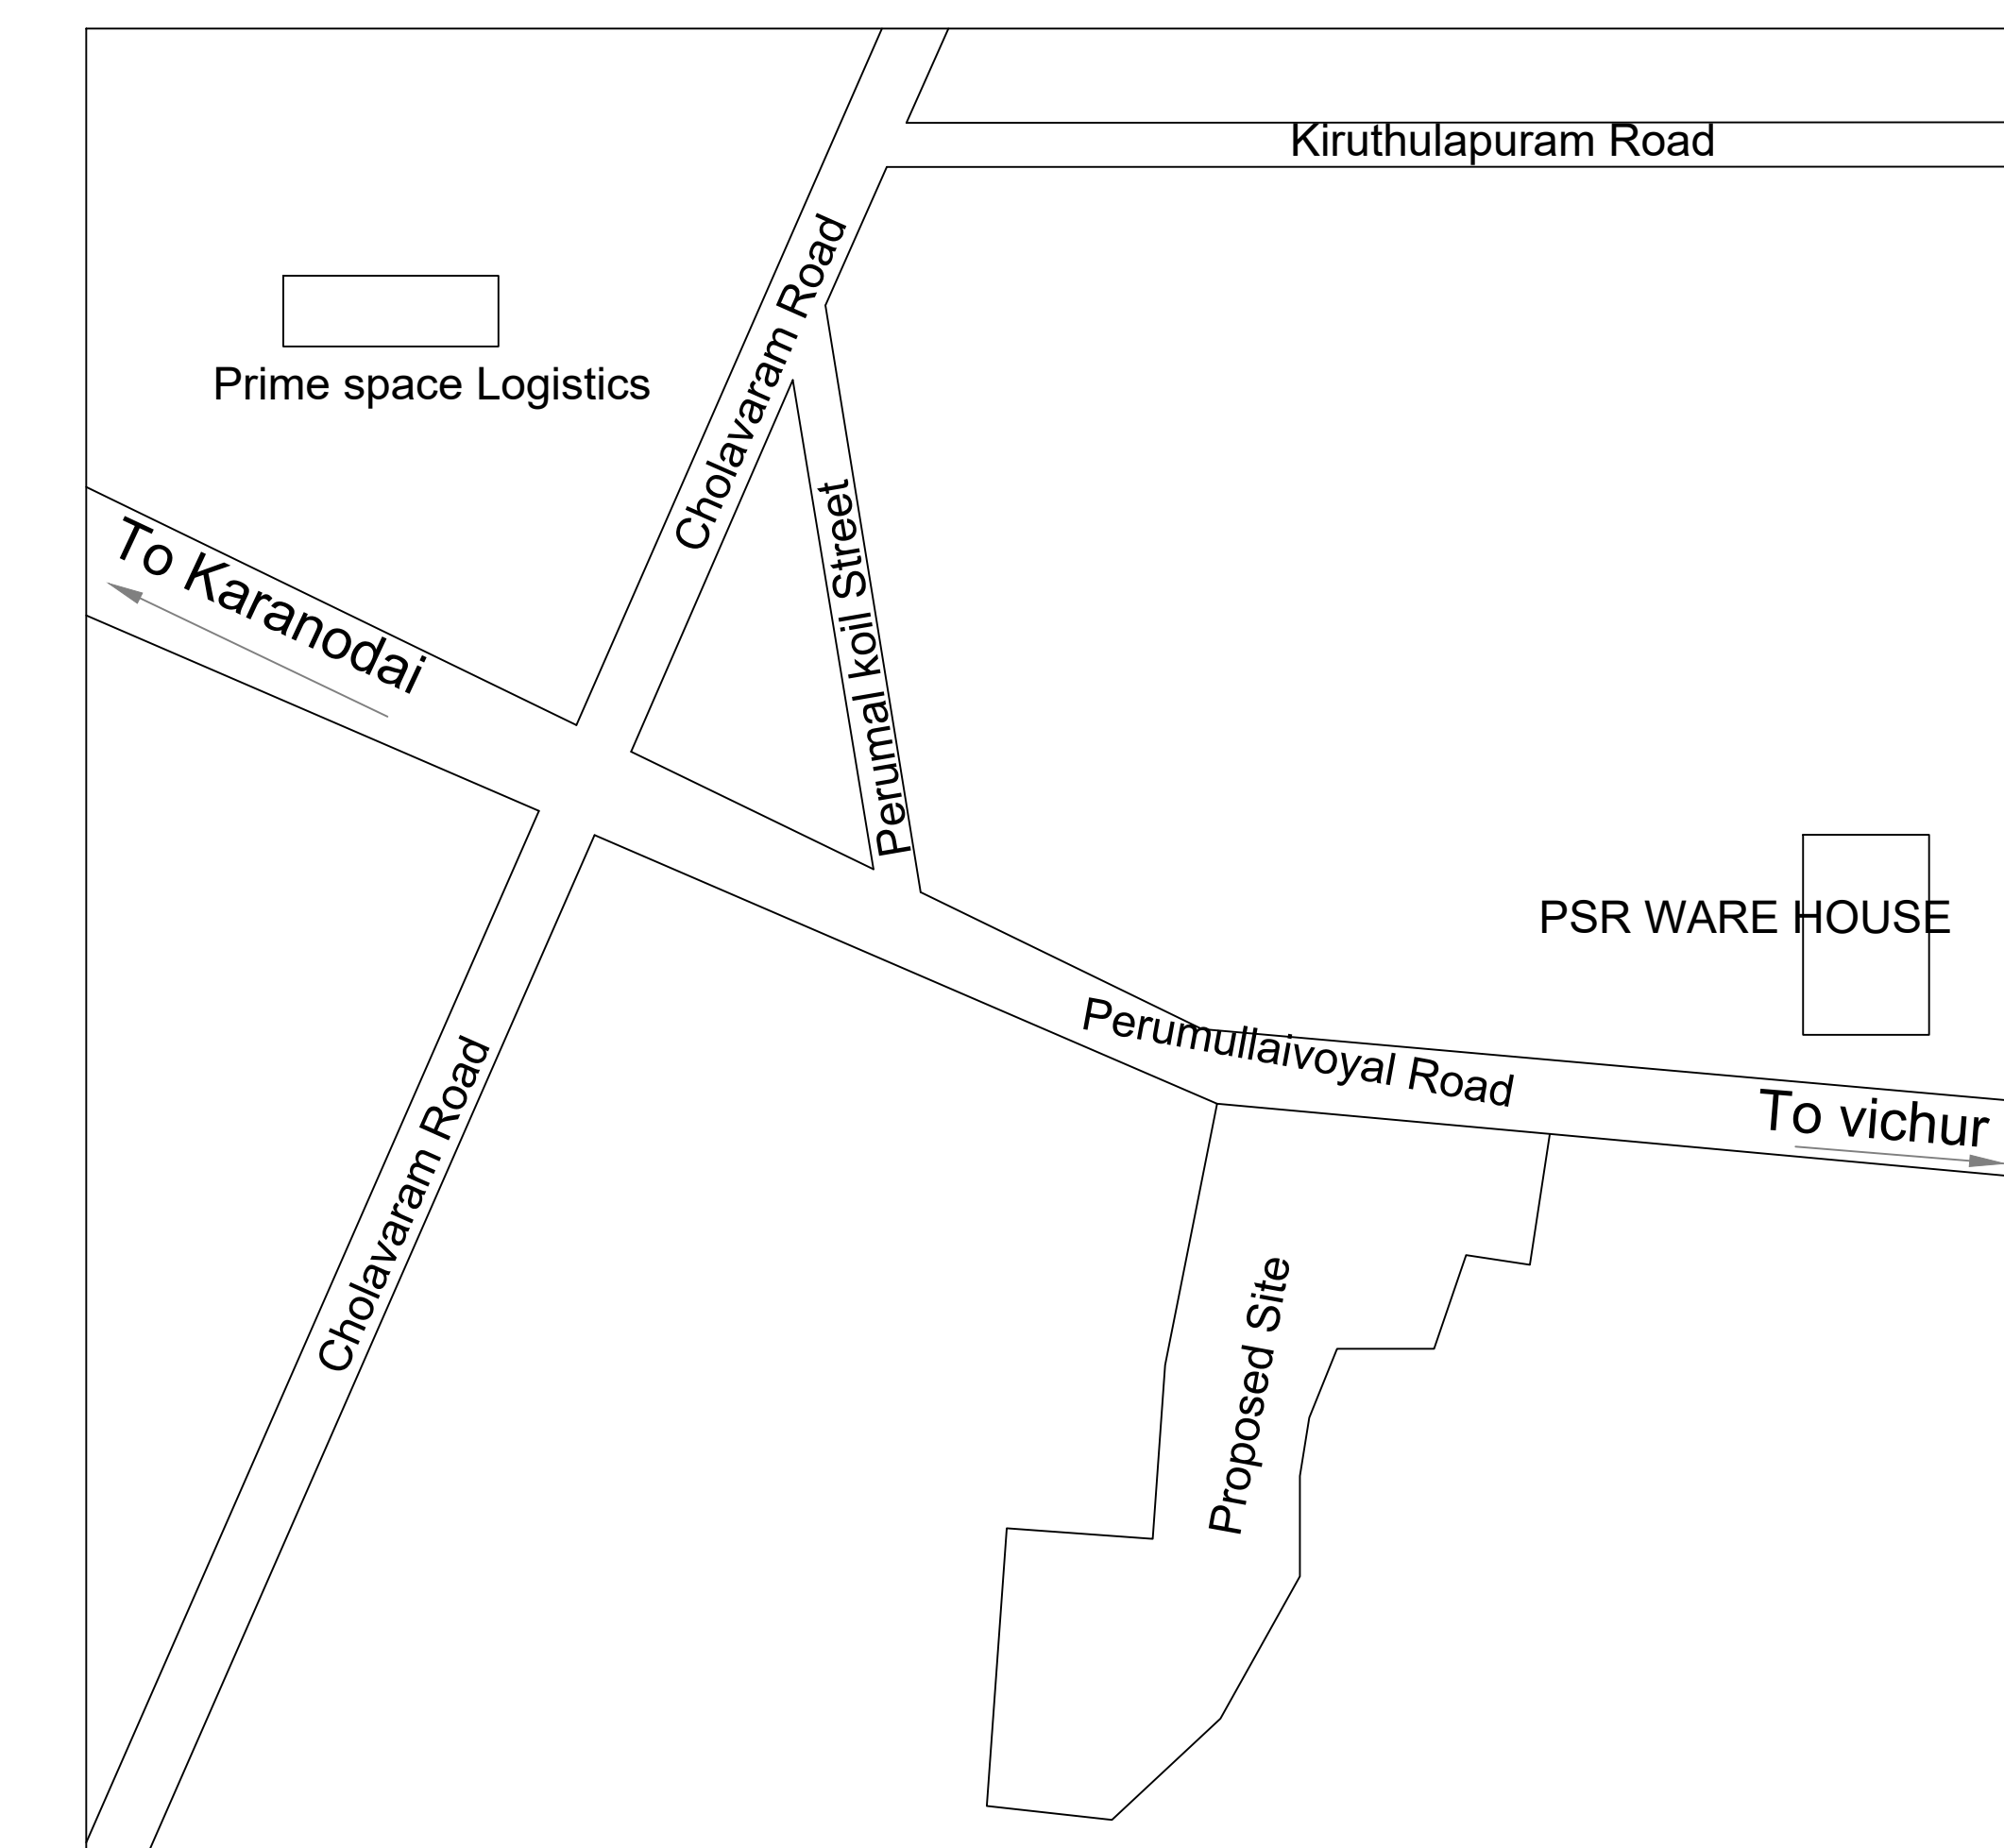 Kiruthulapuram Road
Cholavaram Road
Prime space Logistics
Perumal koil Street
To Karanodai
PSR WARE HOUSE
Perumullaivoyal Road
To vichur
Cholavaram Road
Proposed Site